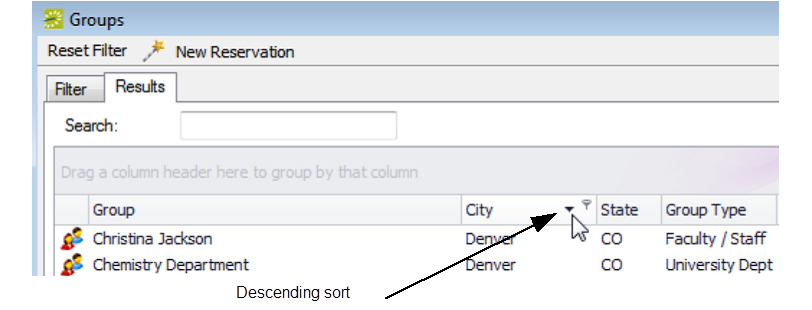 Groups
Reset Filter New Reservation
Filter Results
Search:
Drag a column header here to group by that column
Group City State Group Type
Christina Jackson Denver CO Faculty / Staff
Chemistry Department Denver CO University Dept
Descending sort